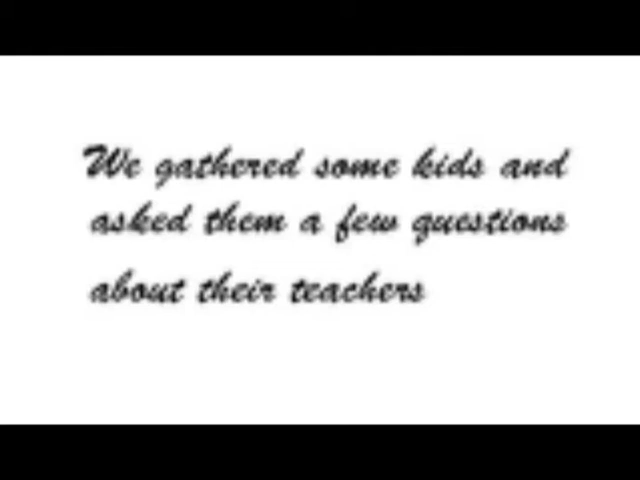 We gathered some kids and
asked them a few questions
about their teachers